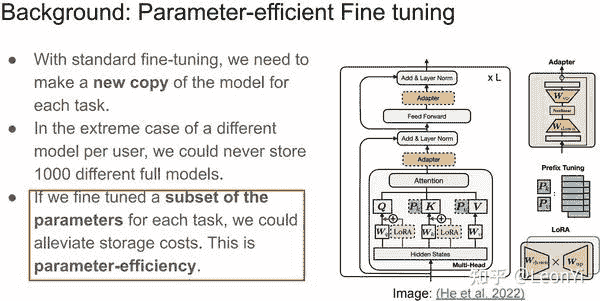 Background: Parameter-efficient Fine tuning
● With standard fine-tuning, we need to
make a new copy of the model for
each task.
● In the extreme case of a different
model per user, we could never store
1000 different full models.
● If we fine tuned a subset of the
parameters for each task, we could
alleviate storage costs. This is
parameter-efficiency.
Add & Layer Norm
x L
Adapter
Feed Forward
Add & Layer Norm
Adapter
Attention
Q
P K
P V
W
LoRA
W
LoRA
W
Hidden States
Multi-Head
Adapter
W
Nonlinear
W
Prefix Tuning
P
P
LoRA
W × W
知乎 @LeonYi
Image: (He et al. 2022)